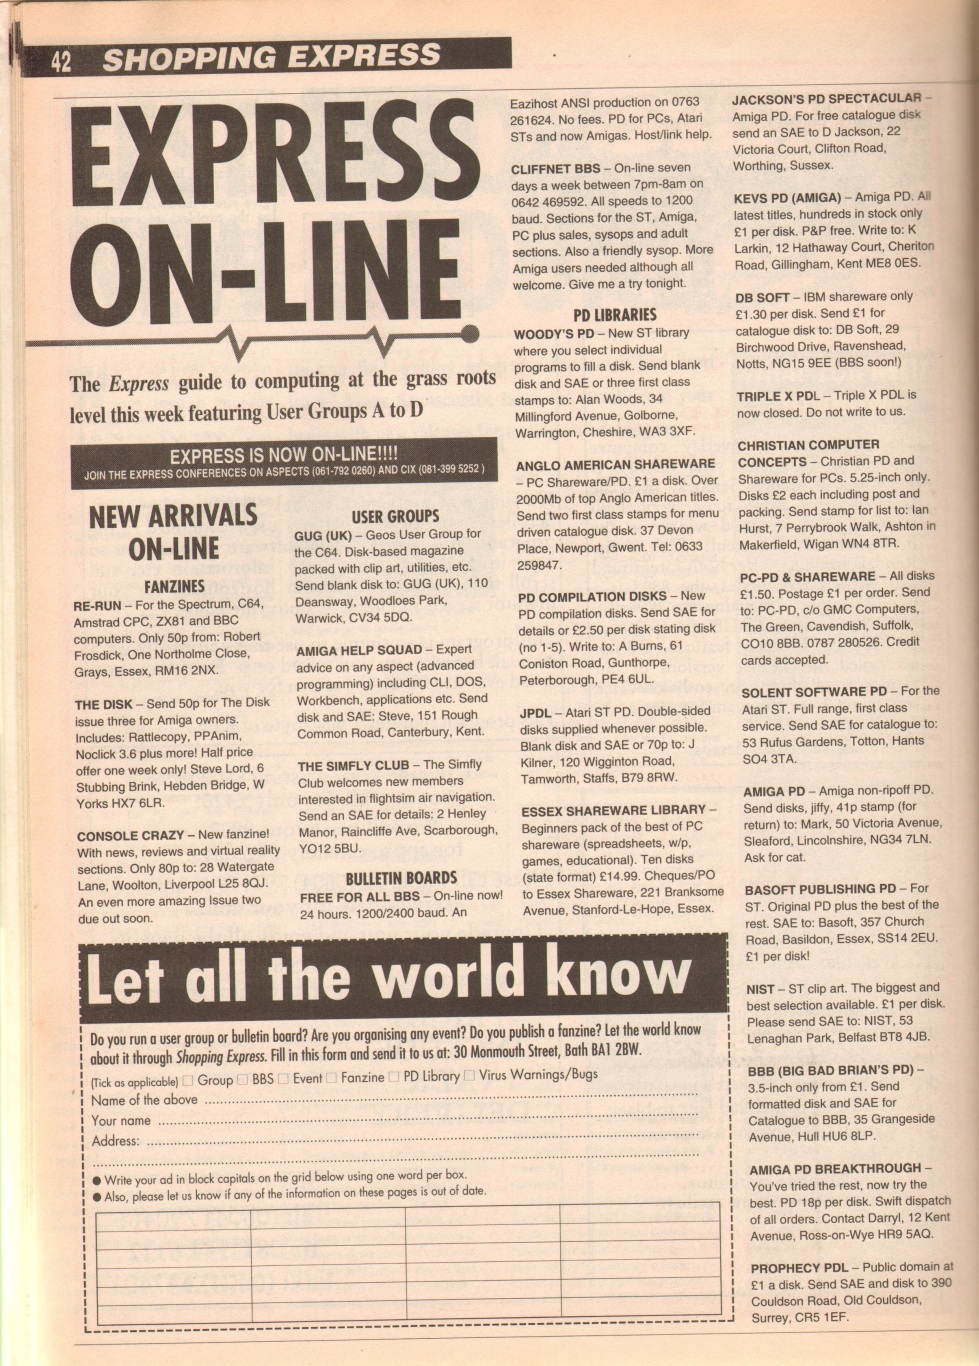 42 SHOPPING EXPRESS
EXPRESS
ON-LINE
The Express guide to computing at the grass roots
level this week featuring User Groups A to D
EXPRESS IS NOW ON-LINE!!!!
JOIN THE EXPRESS CONFERENCES ON ASPECTS (061-792 0260) AND CIX (081-399 5252 )
NEW ARRIVALS
ON-LINE
FANZINES
RE-RUN – For the Spectrum, C64,
Amstrad CPC, ZX81 and BBC
computers. Only 50p from: Robert
Frosdick, One Northolme Close,
Grays, Essex, RM16 2NX.
THE DISK – Send 50p for The Disk
issue three for Amiga owners.
Includes: Rattlecopy, PPAnim,
Noclick 3.6 plus more! Half price
offer one week only! Steve Lord, 6
Stubbing Brink, Hebden Bridge, W
Yorks HX7 6LR.
CONSOLE CRAZY – New fanzine!
With news, reviews and virtual reality
sections. Only 80p to: 28 Watergate
Lane, Woolton, Liverpool L25 8QJ.
An even more amazing Issue two
due out soon.
USER GROUPS
GUG (UK) – Geos User Group for
the C64. Disk-based magazine
packed with clip art, utilities, etc.
Send blank disk to: GUG (UK), 110
Deansway, Woodloes Park,
Warwick, CV34 5DQ.
AMIGA HELP SQUAD – Expert
advice on any aspect (advanced
programming) including CLI, DOS,
Workbench, applications etc. Send
disk and SAE: Steve, 151 Rough
Common Road, Canterbury, Kent.
THE SIMFLY CLUB – The Simfly
Club welcomes new members
interested in flightsim air navigation.
Send an SAE for details: 2 Henley
Manor, Raincliffe Ave, Scarborough,
YO12 5BU.
BULLETIN BOARDS
FREE FOR ALL BBS – On-line now!
24 hours. 1200/2400 baud. An
Eazihost ANSI production on 0763
261624. No fees. PD for PCs, Atari
STs and now Amigas. Host/link help.
CLIFFNET BBS – On-line seven
days a week between 7pm-8am on
0642 469592. All speeds to 1200
baud. Sections for the ST, Amiga,
PC plus sales, sysops and adult
sections. Also a friendly sysop. More
Amiga users needed although all
welcome. Give me a try tonight.
PD LIBRARIES
WOODY'S PD – New ST library
where you select individual
programs to fill a disk. Send blank
disk and SAE or three first class
stamps to: Alan Woods, 34
Millingford Avenue, Golborne,
Warrington, Cheshire, WA3 3XF.
ANGLO AMERICAN SHAREWARE
– PC Shareware/PD. £1 a disk. Over
2000Mb of top Anglo American titles.
Send two first class stamps for menu
driven catalogue disk. 37 Devon
Place, Newport, Gwent. Tel: 0633
259847.
PD COMPILATION DISKS – New
PD compilation disks. Send SAE for
details or £2.50 per disk stating disk
(no 1-5). Write to: A Burns, 61
Coniston Road, Gunthorpe,
Peterborough, PE4 6UL.
JPDL – Atari ST PD. Double-sided
disks supplied whenever possible.
Blank disk and SAE or 70p to: J
Kilner, 120 Wigginton Road,
Tamworth, Staffs, B79 8RW.
ESSEX SHAREWARE LIBRARY –
Beginners pack of the best of PC
shareware (spreadsheets, w/p,
games, educational). Ten disks
(state format) £14.99. Cheques/PO
to Essex Shareware, 221 Branksome
Avenue, Stanford-Le-Hope, Essex.
JACKSON'S PD SPECTACULAR –
Amiga PD. For free catalogue disk
send an SAE to D Jackson, 22
Victoria Court, Clifton Road,
Worthing, Sussex.
KEVS PD (AMIGA) – Amiga PD. All
latest titles, hundreds in stock only
£1 per disk. P&P free. Write to: K
Larkin, 12 Hathaway Court, Cheriton
Road, Gillingham, Kent ME8 0ES.
DB SOFT – IBM shareware only
£1.30 per disk. Send £1 for
catalogue disk to: DB Soft, 29
Birchwood Drive, Ravenshead,
Notts, NG15 9EE (BBS soon!)
TRIPLE X PDL – Triple X PDL is
now closed. Do not write to us.
CHRISTIAN COMPUTER
CONCEPTS – Christian PD and
Shareware for PCs. 5.25-inch only.
Disks £2 each including post and
packing. Send stamp for list to: Ian
Hurst, 7 Perrybrook Walk, Ashton in
Makerfield, Wigan WN4 8TR.
PC-PD & SHAREWARE – All disks
£1.50. Postage £1 per order. Send
to: PC-PD, c/o GMC Computers,
The Green, Cavendish, Suffolk,
CO10 8BB. 0787 280526. Credit
cards accepted.
SOLENT SOFTWARE PD – For the
Atari ST. Full range, first class
service. Send SAE for catalogue to:
53 Rufus Gardens, Totton, Hants
SO4 3TA.
AMIGA PD – Amiga non-ripoff PD.
Send disks, jiffy, 41p stamp (for
return) to: Mark, 50 Victoria Avenue,
Sleaford, Lincolnshire, NG34 7LN.
Ask for cat.
BASOFT PUBLISHING PD – For
ST. Original PD plus the best of the
rest. SAE to: Basoft, 357 Church
Road, Basildon, Essex, SS14 2EU.
£1 per disk!
NIST – ST clip art. The biggest and
best selection available. £1 per disk.
Please send SAE to: NIST, 53
Lenaghan Park, Belfast BT8 4JB.
BBB (BIG BAD BRIAN'S PD) –
3.5-inch only from £1. Send
formatted disk and SAE for
Catalogue to BBB, 35 Grangeside
Avenue, Hull HU6 8LP.
AMIGA PD BREAKTHROUGH –
You've tried the rest, now try the
best. PD 18p per disk. Swift dispatch
of all orders. Contact Darryl, 12 Kent
Avenue, Ross-on-Wye HR9 5AQ.
PROPHECY PDL – Public domain at
£1 a disk. Send SAE and disk to 390
Couldson Road, Old Couldson,
Surrey, CR5 1EF.
Let all the world know
Do you run a user group or bulletin board? Are you organising any event? Do you publish a fanzine? Let the world know
about it through Shopping Express. Fill in this form and send it to us at: 30 Monmouth Street, Bath BA1 2BW.
(Tick as applicable) □ Group □ BBS □ Event □ Fanzine □ PD Library □ Virus Warnings/Bugs
Name of the above
Your name
Address:
● Write your ad in block capitals on the grid below using one word per box.
● Also, please let us know if any of the information on these pages is out of date.